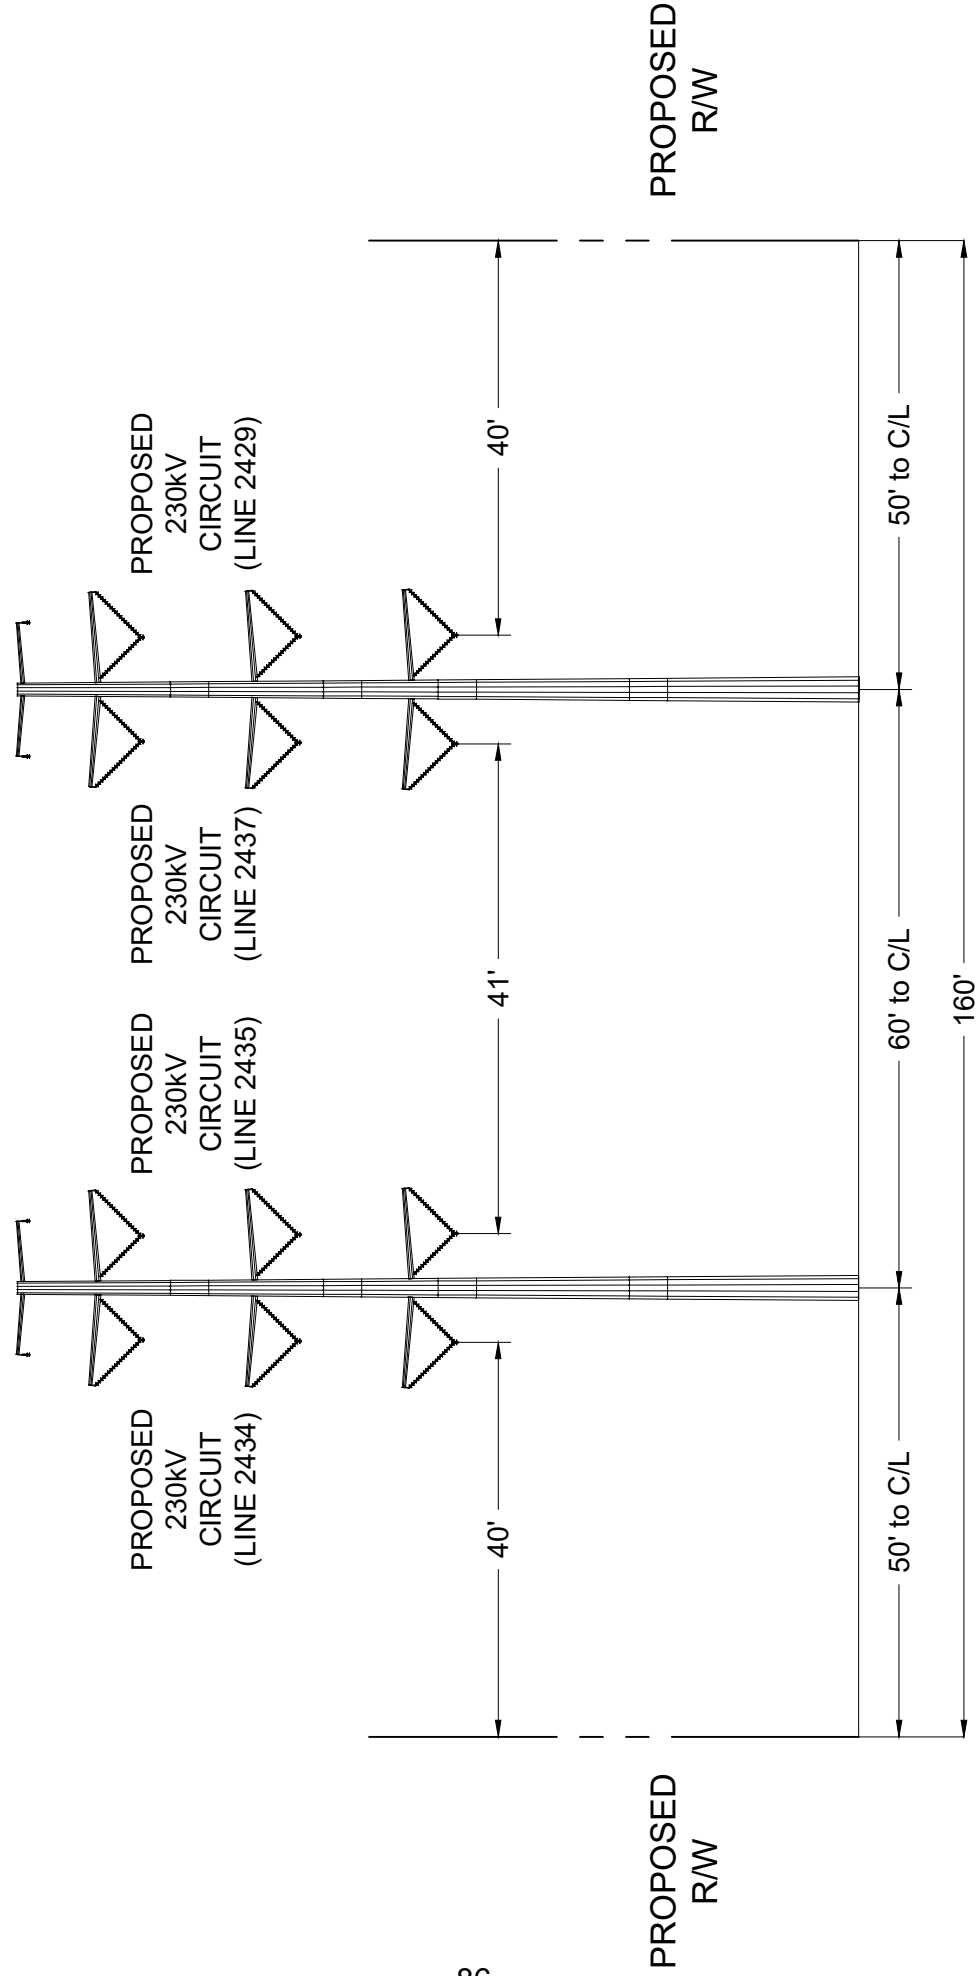 PROPOSED
230kV
CIRCUIT
(LINE 2434)
PROPOSED
230kV
CIRCUIT
(LINE 2435)
PROPOSED
230kV
CIRCUIT
(LINE 2437)
PROPOSED
230kV
CIRCUIT
(LINE 2429)
40'
41'
40'
PROPOSED
R/W
PROPOSED
R/W
50' to C/L
60' to C/L
50' to C/L
160'